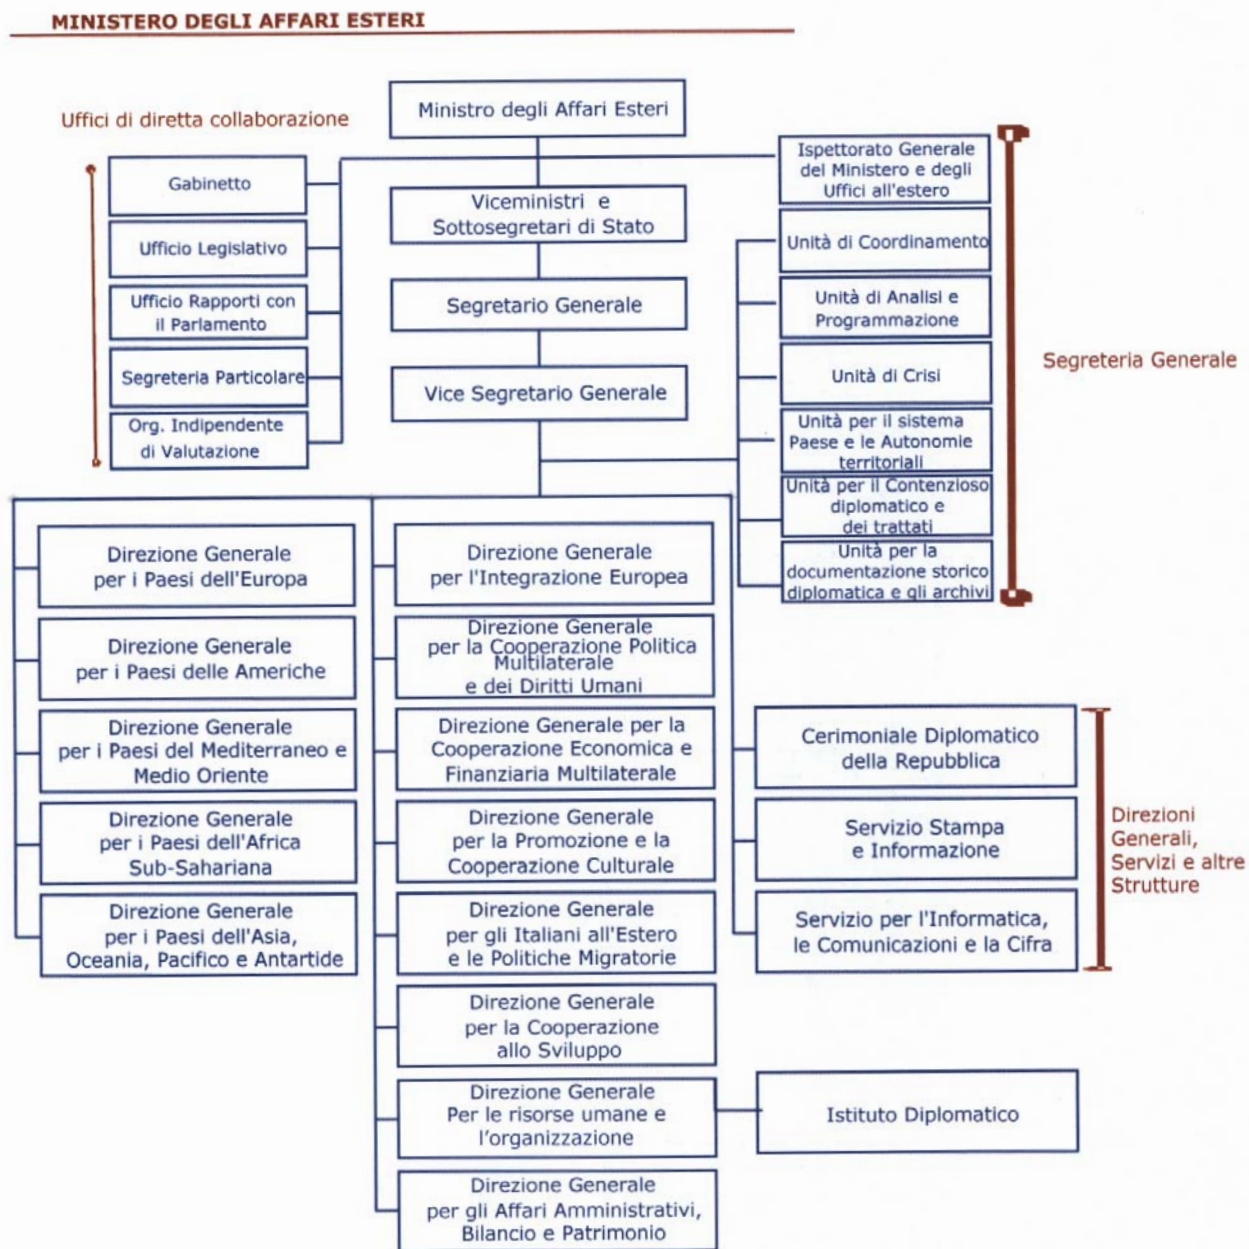 MINISTERO DEGLI AFFARI ESTERI
Ministro degli Affari Esteri
Uffici di diretta collaborazione
Gabinetto
Ufficio Legislativo
Ufficio Rapporti con
il Parlamento
Segreteria Particolare
Org. Indipendente
di Valutazione
Viceministri e
Sottosegretari di Stato
Segretario Generale
Vice Segretario Generale
Ispettorato Generale
del Ministero e degli
Uffici all'estero
Unità di Coordinamento
Unità di Analisi e
Programmazione
Unità di Crisi
Unità per il sistema
Paese e le Autonomie
territoriali
Unità per il Contenzioso
diplomatico e
dei trattati
Unità per la
documentazione storico
diplomatica e gli archivi
Segreteria Generale
Direzione Generale
per i Paesi dell'Europa
Direzione Generale
per i Paesi delle Americhe
Direzione Generale
per i Paesi del Mediterraneo e
Medio Oriente
Direzione Generale
per i Paesi dell'Africa
Sub-Sahariana
Direzione Generale
per i Paesi dell'Asia,
Oceania, Pacifico e Antartide
Direzione Generale
per l'Integrazione Europea
Direzione Generale
per la Cooperazione Politica
Multilaterale
e dei Diritti Umani
Direzione Generale per la
Cooperazione Economica e
Finanziaria Multilaterale
Direzione Generale
per la Promozione e la
Cooperazione Culturale
Direzione Generale
per gli Italiani all'Estero
e le Politiche Migratorie
Direzione Generale
per la Cooperazione
allo Sviluppo
Direzione Generale
Per le risorse umane e
l'organizzazione
Direzione Generale
per gli Affari Amministrativi,
Bilancio e Patrimonio
Cerimoniale Diplomatico
della Repubblica
Servizio Stampa
e Informazione
Servizio per l'Informatica,
le Comunicazioni e la Cifra
Istituto Diplomatico
Direzioni
Generali,
Servizi e altre
Strutture